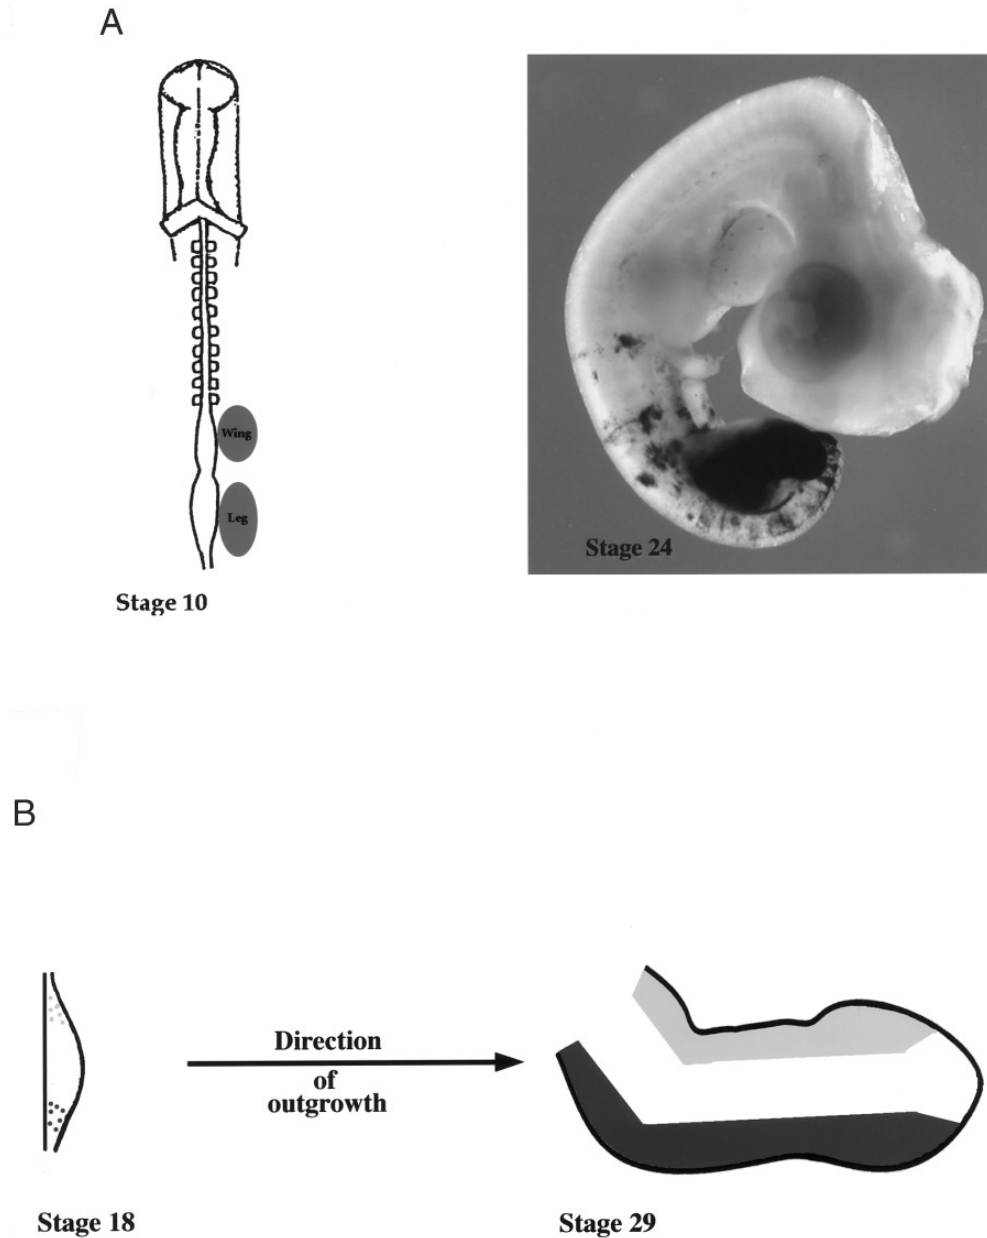 A
Wing
Leg
Stage 10
Stage 24
B
Direction
of
outgrowth
Stage 18
Stage 29